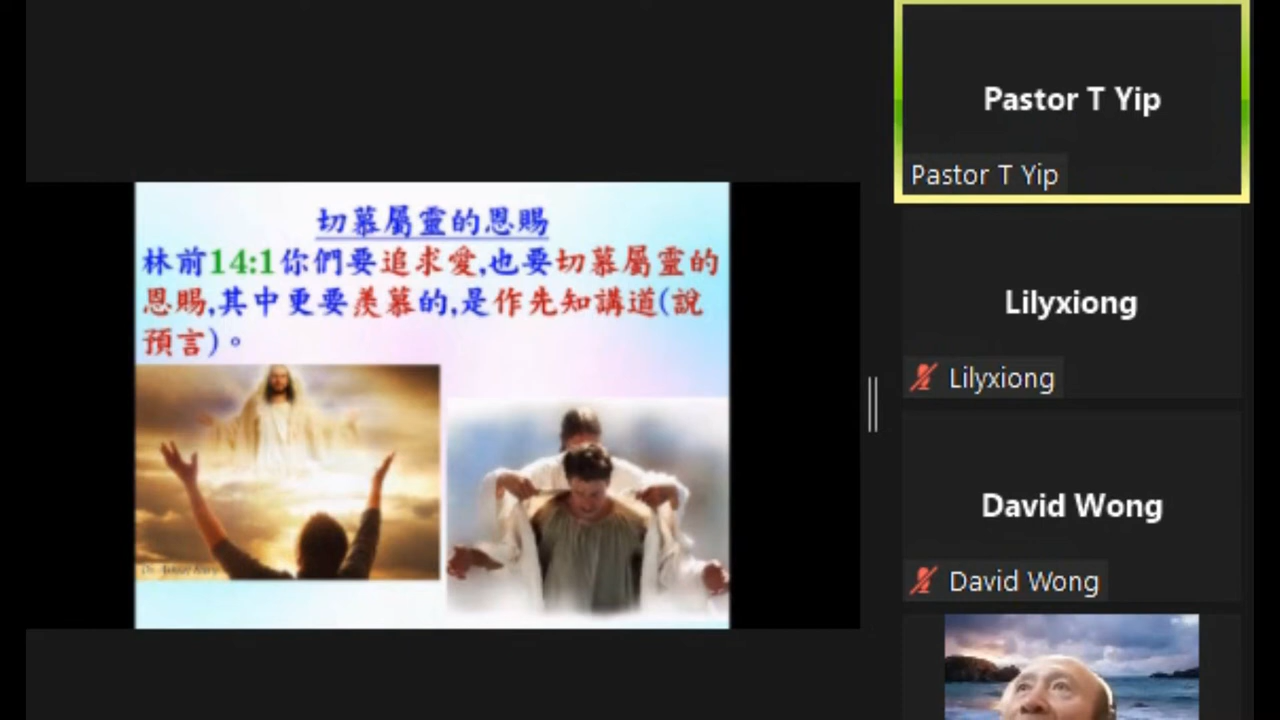 切慕屬靈的恩賜
林前14:1你們要追求愛,也要切慕屬靈的
恩賜,其中更要羨慕的,是作先知講道(說
預言)。
Pastor T Yip
Pastor T Yip
Lilyxiong
Lilyxiong
David Wong
David Wong